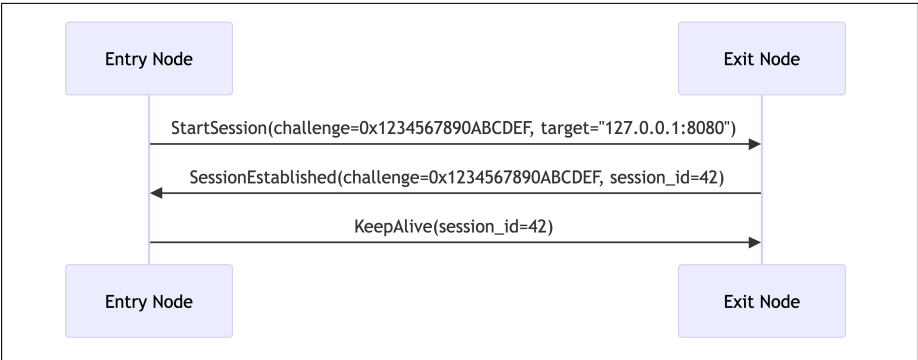 Entry Node
Exit Node
StartSession(challenge=0x1234567890ABCDEF, target="127.0.0.1:8080")
SessionEstablished(challenge=0x1234567890ABCDEF, session_id=42)
KeepAlive(session_id=42)
Entry Node
Exit Node